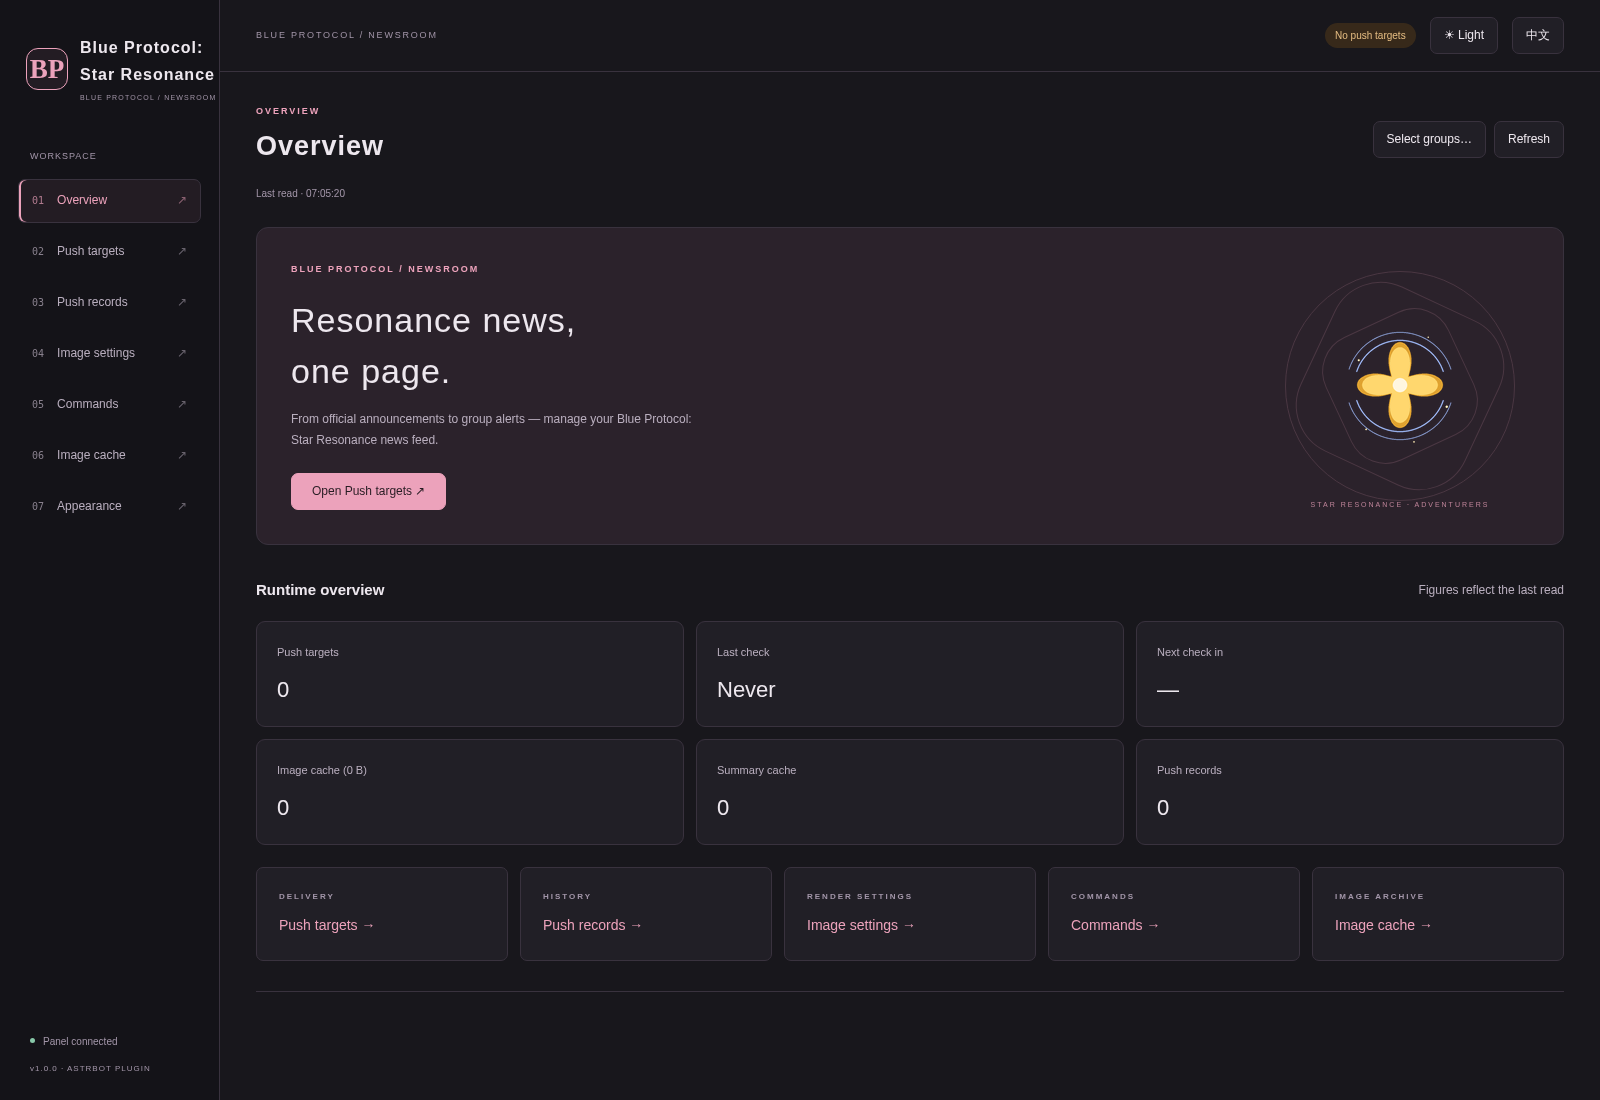 BP
Blue Protocol:
Star Resonance
BLUE PROTOCOL / NEWSROOM
WORKSPACE
01 Overview ↗
02 Push targets ↗
03 Push records ↗
04 Image settings ↗
05 Commands ↗
06 Image cache ↗
07 Appearance ↗
Panel connected
v1.0.0 · ASTRBOT PLUGIN
BLUE PROTOCOL / NEWSROOM
No push targets
☀ Light
中文
OVERVIEW
Overview
Select groups…
Refresh
Last read · 07:05:20
BLUE PROTOCOL / NEWSROOM
Resonance news,
one page.
From official announcements to group alerts — manage your Blue Protocol:
Star Resonance news feed.
Open Push targets ↗
STAR RESONANCE · ADVENTURERS
Runtime overview
Figures reflect the last read
Push targets
0
Last check
Never
Next check in
—
Image cache (0 B)
0
Summary cache
0
Push records
0
DELIVERY
Push targets →
HISTORY
Push records →
RENDER SETTINGS
Image settings →
COMMANDS
Commands →
IMAGE ARCHIVE
Image cache →